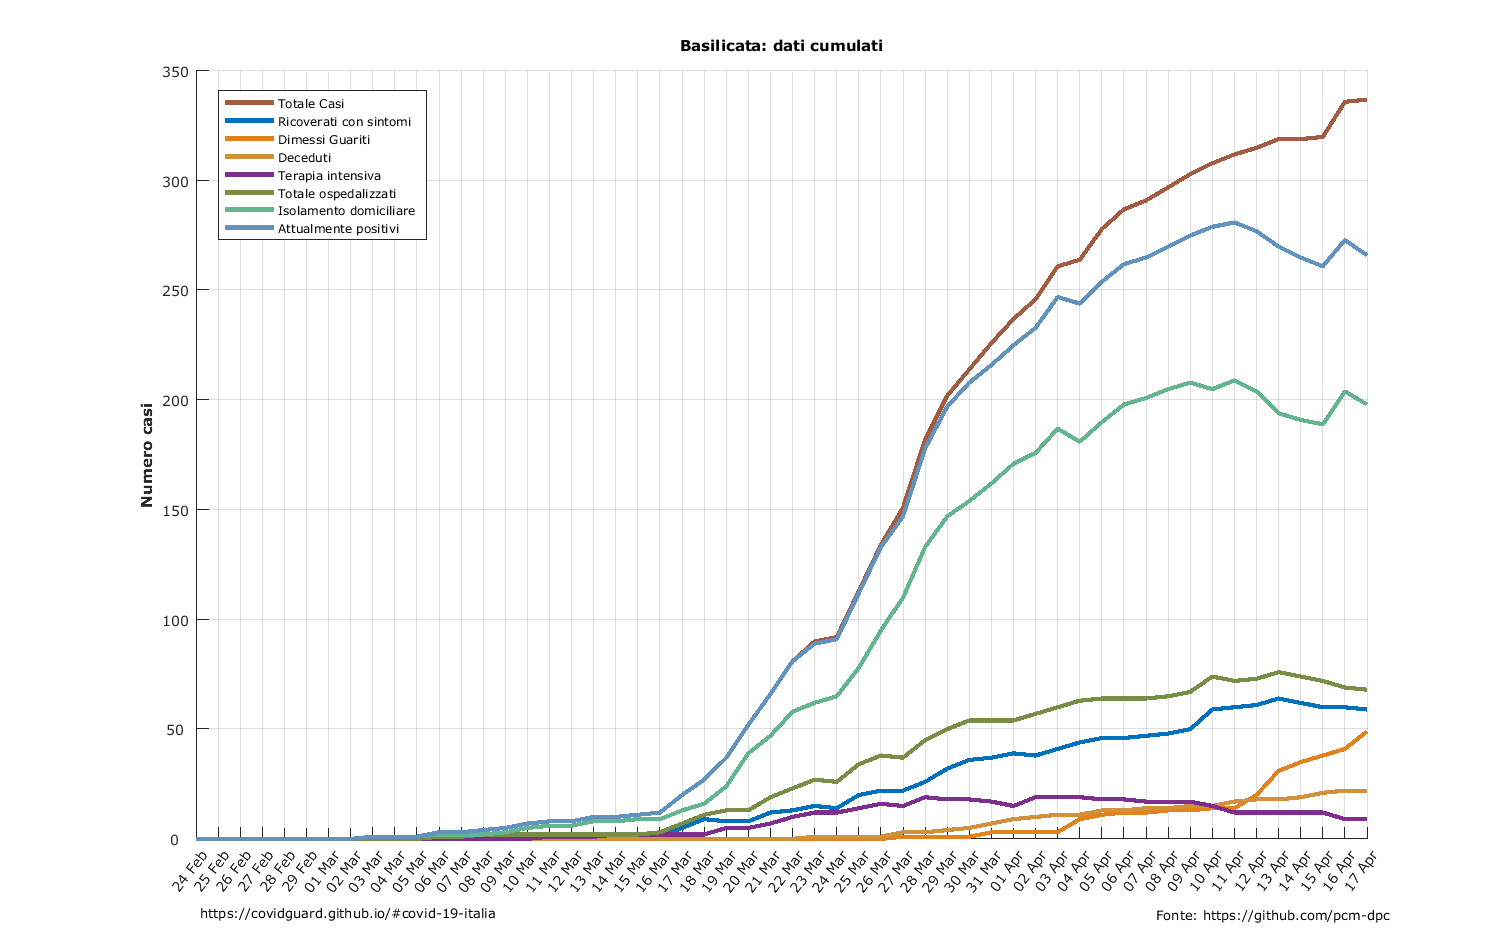 Basilicata: dati cumulati
350
300
250
200
150
100
50
0
Numero casi
Totale Casi
Ricoverati con sintomi
Dimessi Guariti
Deceduti
Terapia intensiva
Totale ospedalizzati
Isolamento domiciliare
Attualmente positivi
24 Feb
25 Feb
26 Feb
27 Feb
28 Feb
29 Feb
01 Mar
02 Mar
03 Mar
04 Mar
05 Mar
06 Mar
07 Mar
08 Mar
09 Mar
10 Mar
11 Mar
12 Mar
13 Mar
14 Mar
15 Mar
16 Mar
17 Mar
18 Mar
19 Mar
20 Mar
21 Mar
22 Mar
23 Mar
24 Mar
25 Mar
26 Mar
27 Mar
28 Mar
29 Mar
30 Mar
31 Mar
01 Apr
02 Apr
03 Apr
04 Apr
05 Apr
06 Apr
07 Apr
08 Apr
09 Apr
10 Apr
11 Apr
12 Apr
13 Apr
14 Apr
15 Apr
16 Apr
17 Apr
https://covidguard.github.io/#covid-19-italia
Fonte: https://github.com/pcm-dpc